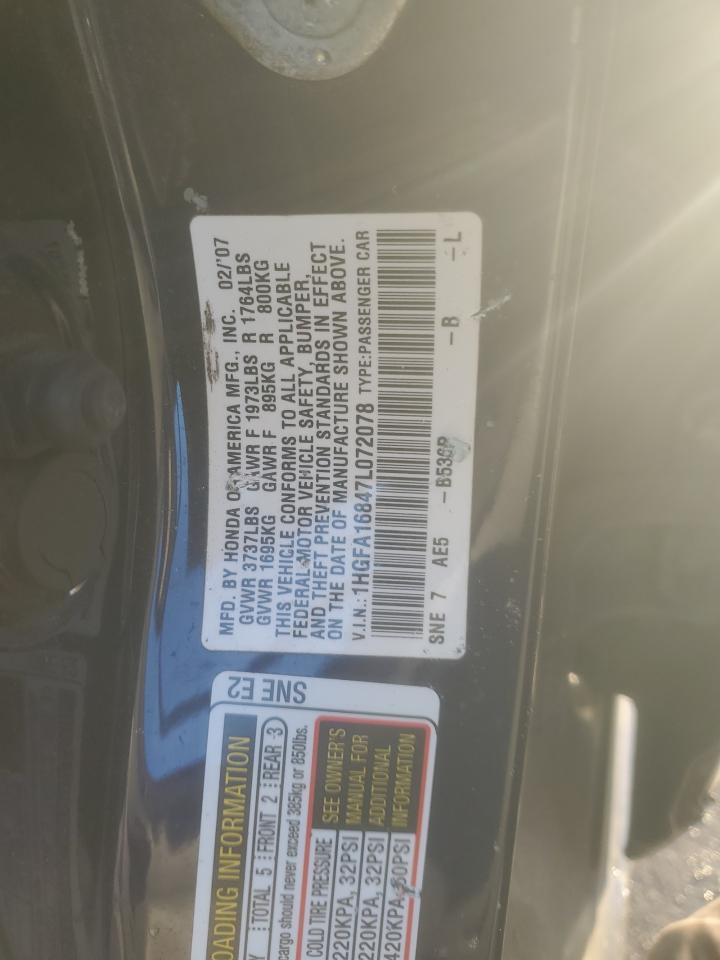 MFD. BY HONDA OF AMERICA MFG., INC. 02/'07
GVWR 3737LBS GAWR F 1973LBS R 1764LBS
GVWR 1695KG GAWR F 895KG R 800KG
THIS VEHICLE CONFORMS TO ALL APPLICABLE
FEDERAL MOTOR VEHICLE SAFETY, BUMPER,
AND THEFT PREVENTION STANDARDS IN EFFECT
ON THE DATE OF MANUFACTURE SHOWN ABOVE.
V.I.N.: 1HGFA16847L072078 TYPE:PASSENGER CAR
SNE 7 AE5 -B536P -B -L
SNE E2
OADING INFORMATION
Y TOTAL 5 FRONT 2 REAR 3
cargo should never exceed 385kg or 850lbs.
COLD TIRE PRESSURE
220KPA, 32PSI
220KPA, 32PSI
420KPA, 60PSI
SEE OWNER'S
MANUAL FOR
ADDITIONAL
INFORMATION